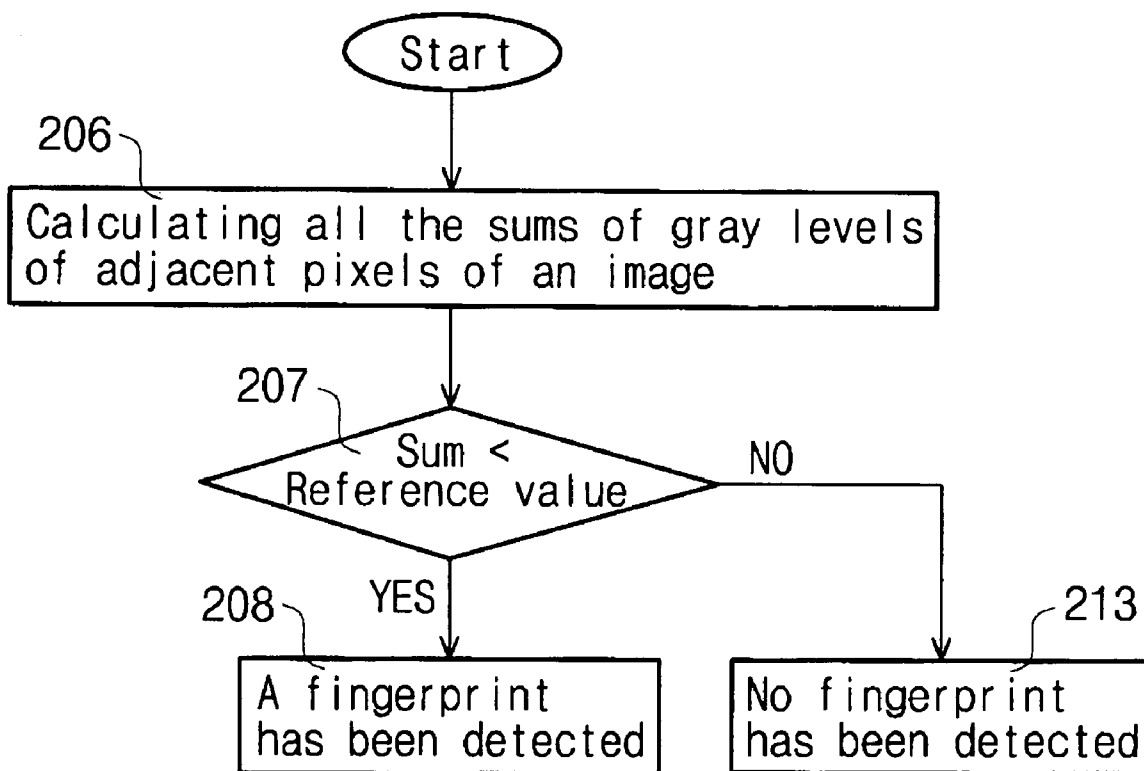 Start
206
Calculating all the sums of gray levels
of adjacent pixels of an image
207
Sum <
Reference value
NO
YES
208
213
A fingerprint
has been detected
No fingerprint
has been detected